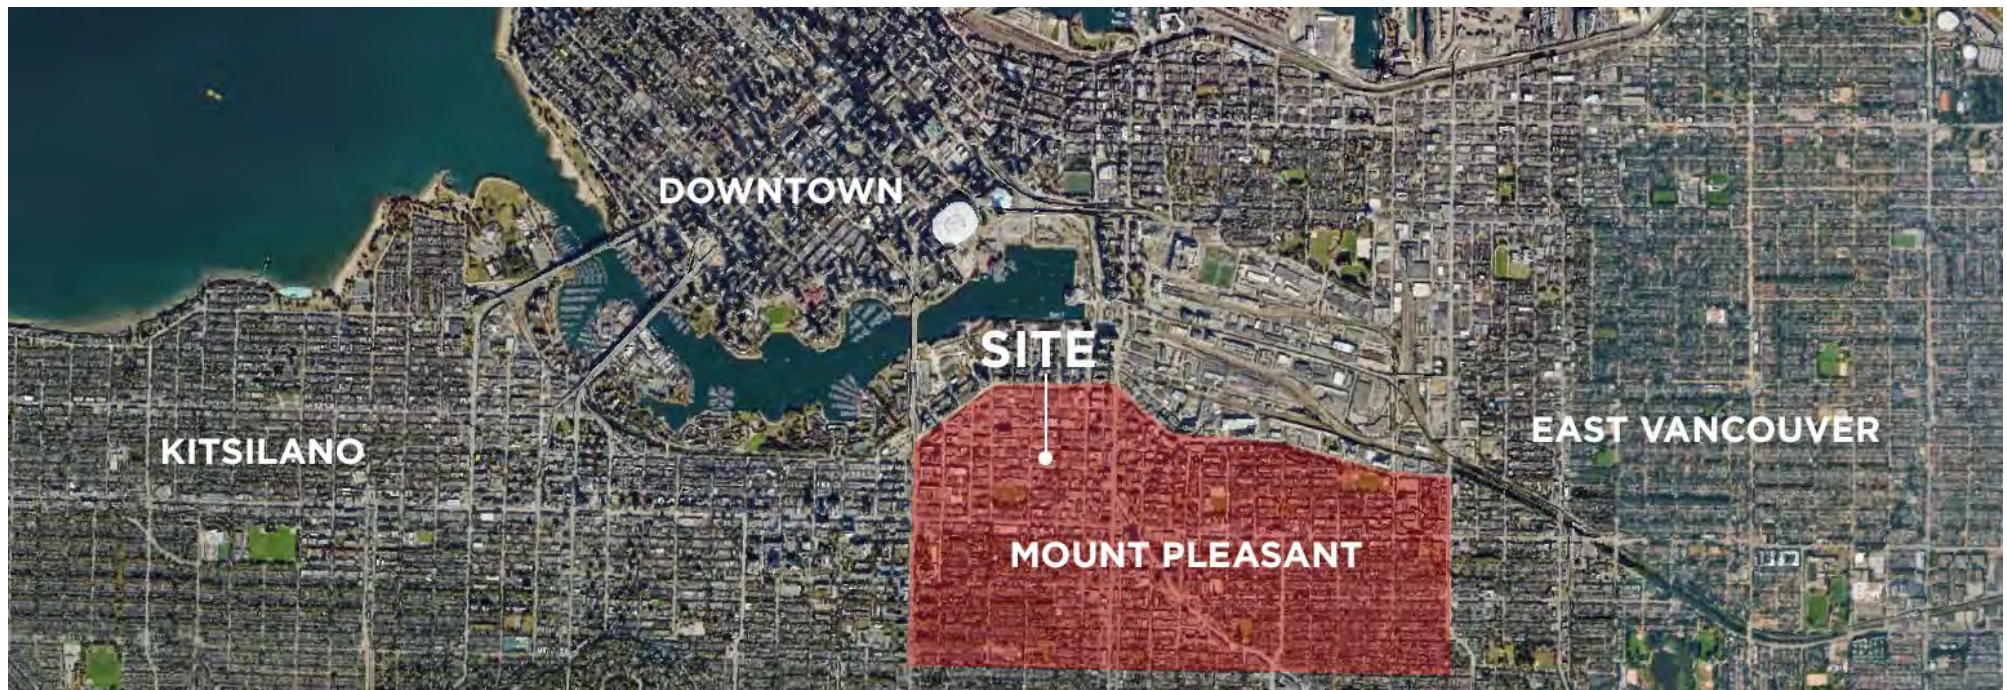 DOWNTOWN
SITE
KITSILANO
EAST VANCOUVER
MOUNT PLEASANT